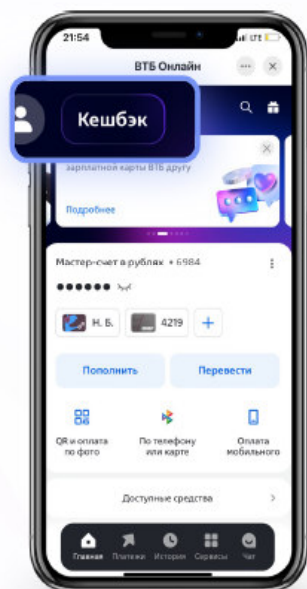 21:54
LTE
ВТБ Онлайн
Кешбэк
зарплатной карты ВТБ другу
Подробнее
Мастер-счет в рублях • 6984
Н. Б.
4219
Пополнить
Перевести
QR и оплата
по фото
По телефону
или карте
Оплата
мобильного
Доступные средства
Главная
Платежи
История
Сервисы
Чат